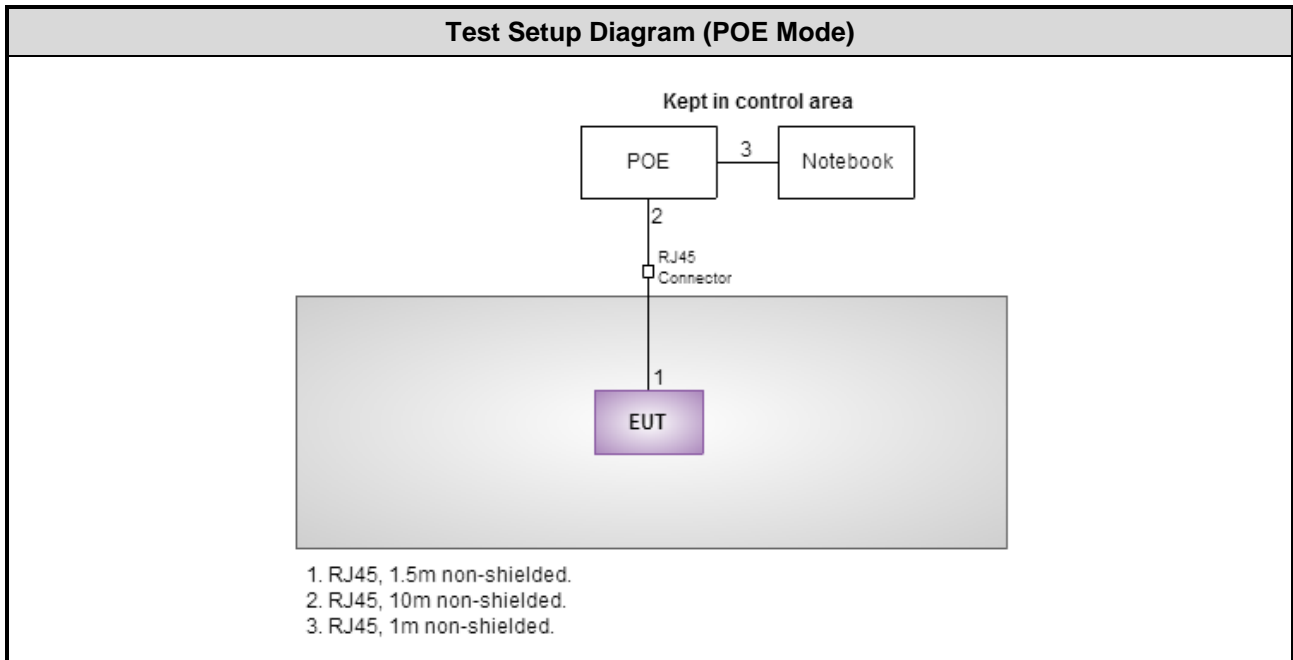 Test Setup Diagram (POE Mode)
Kept in control area
POE
3
Notebook
2
RJ45
Connector
1
EUT
1. RJ45, 1.5m non-shielded.
2. RJ45, 10m non-shielded.
3. RJ45, 1m non-shielded.